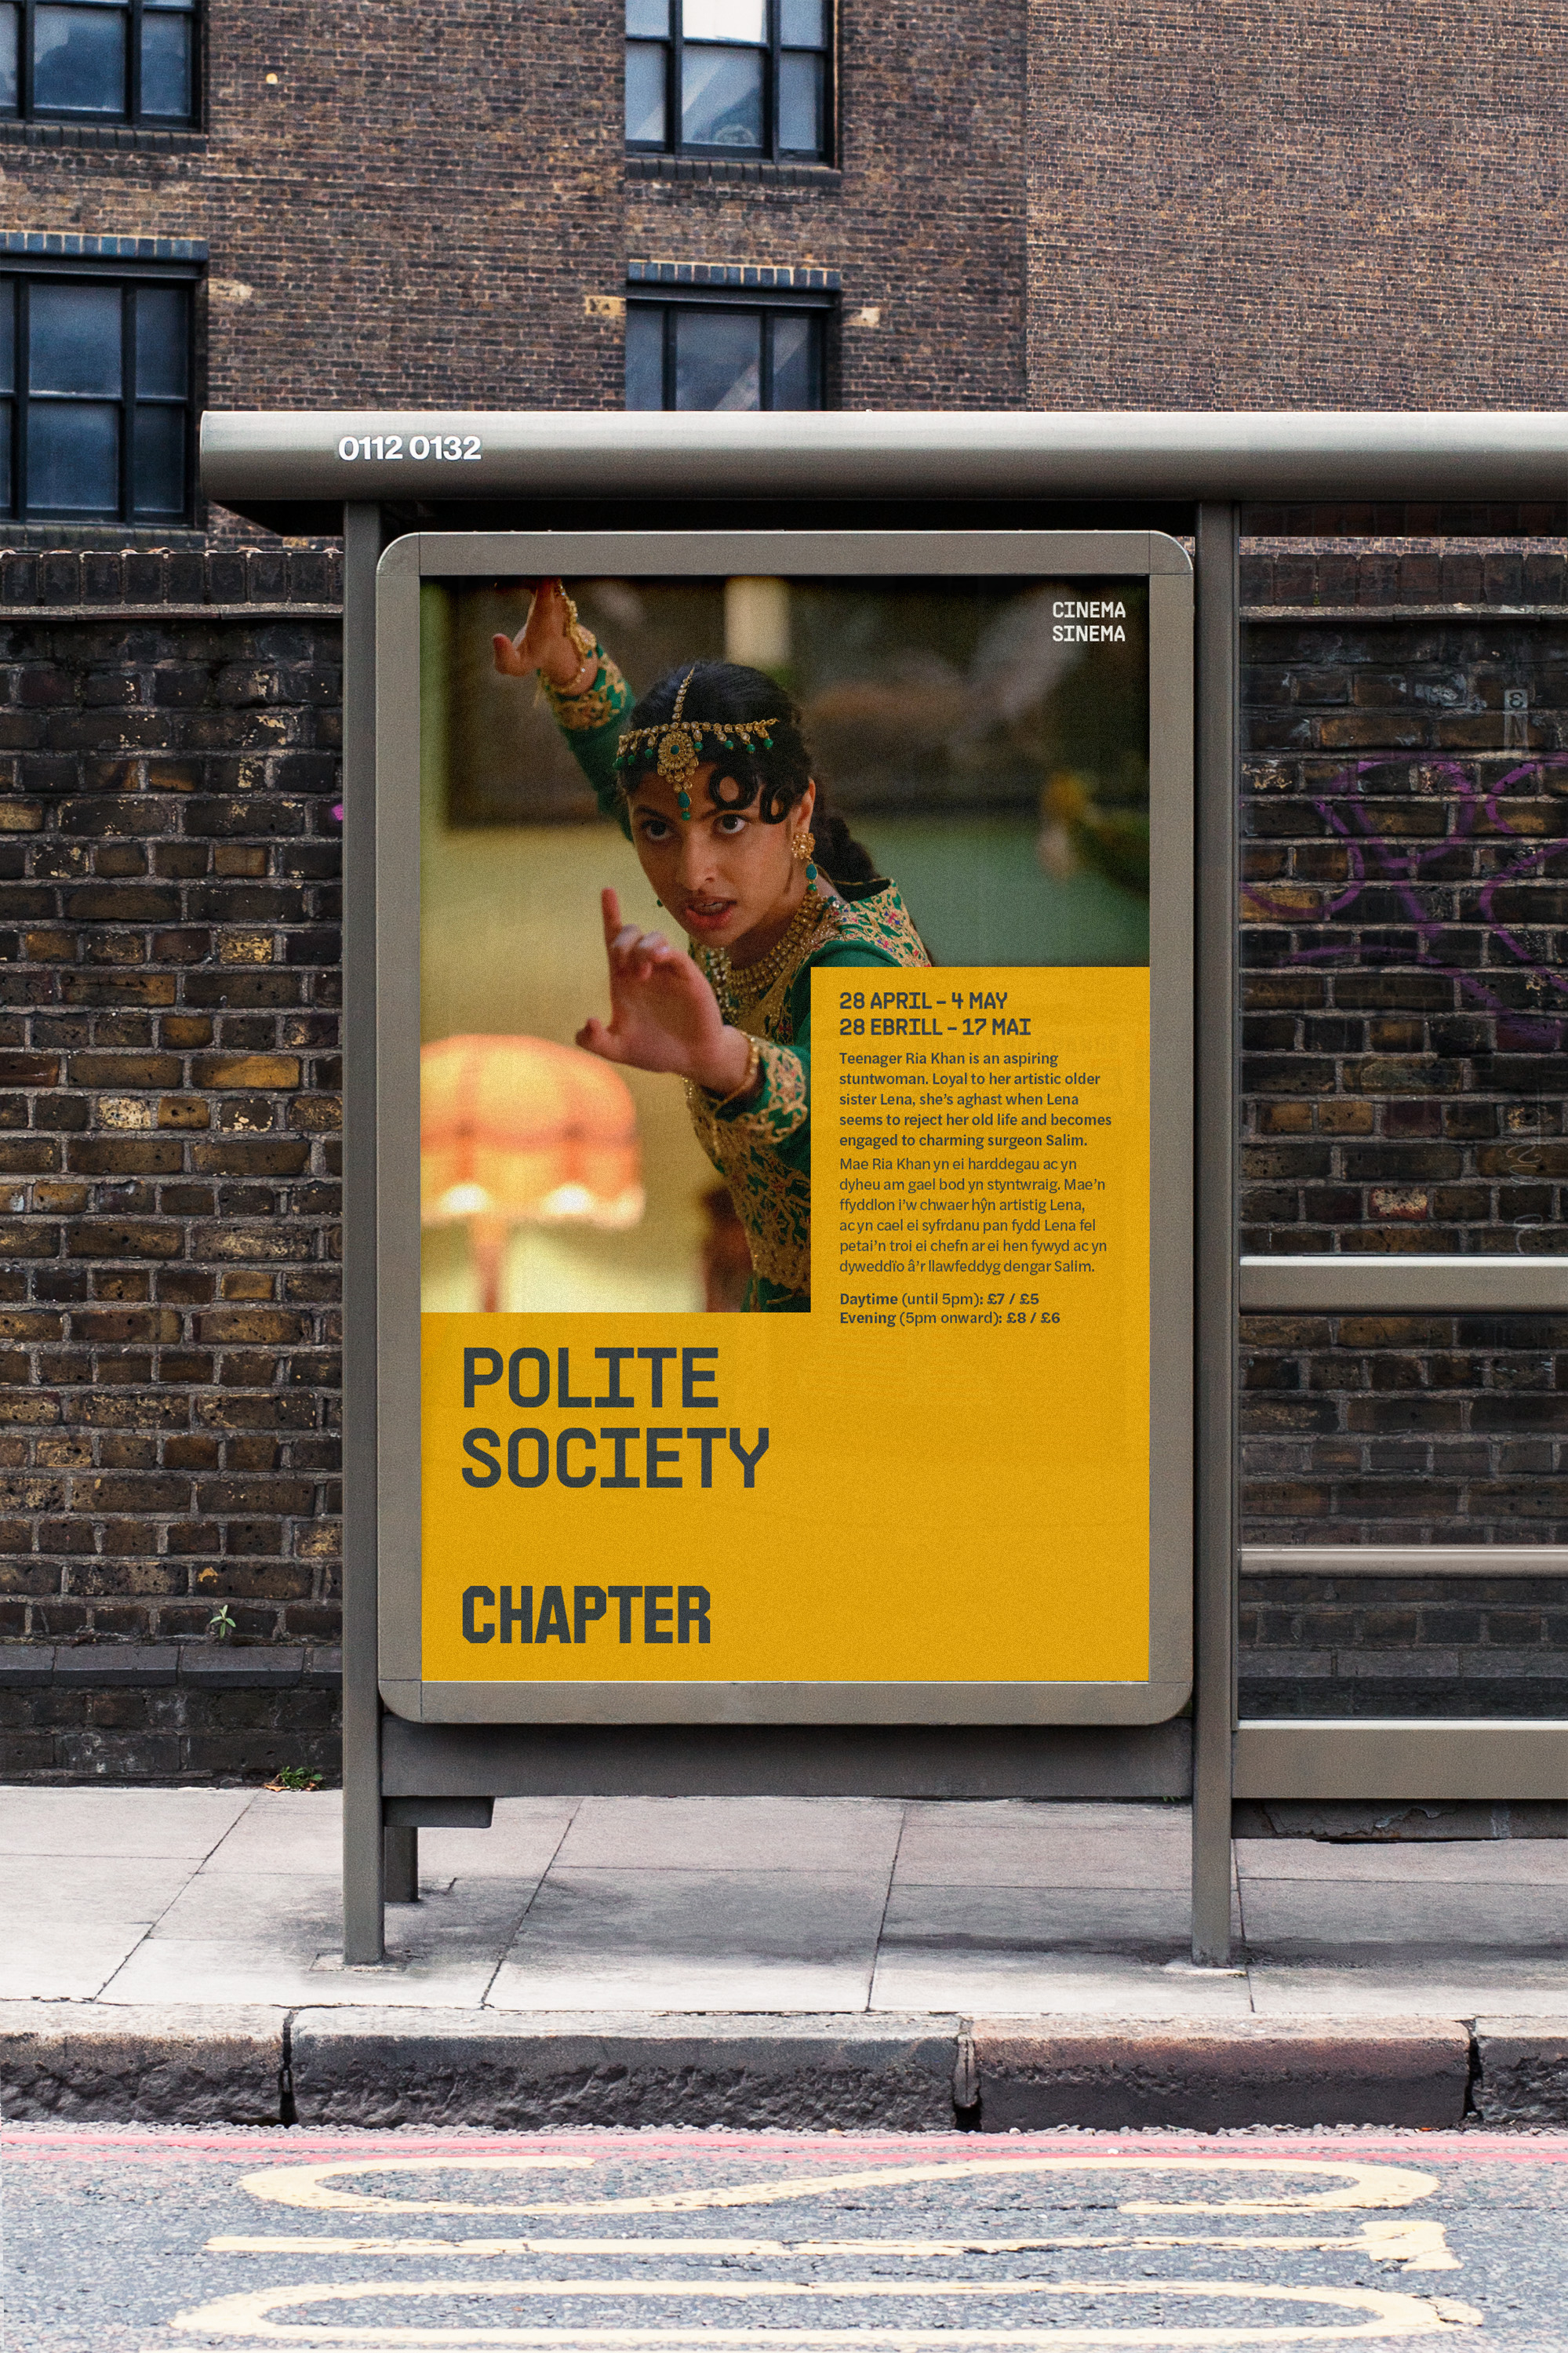 0112 0132
CINEMA
SINEMA
28 APRIL – 4 MAY
28 EBRILL – 17 MAI
Teenager Ria Khan is an aspiring
stuntwoman. Loyal to her artistic older
sister Lena, she's aghast when Lena
seems to reject her old life and becomes
engaged to charming surgeon Salim.
Mae Ria Khan yn ei harddegau ac yn
dyheu am gael bod yn styntwraig. Mae'n
ffyddlon i'w chwaer hŷn artistig Lena,
ac yn cael ei syfrdanu pan fydd Lena fel
petai'n troi ei chefn ar ei hen fywyd ac yn
dyweddïo â'r llawfeddyg dengar Salim.
Daytime (until 5pm): £7 / £5
Evening (5pm onward): £8 / £6
POLITE
SOCIETY
CHAPTER